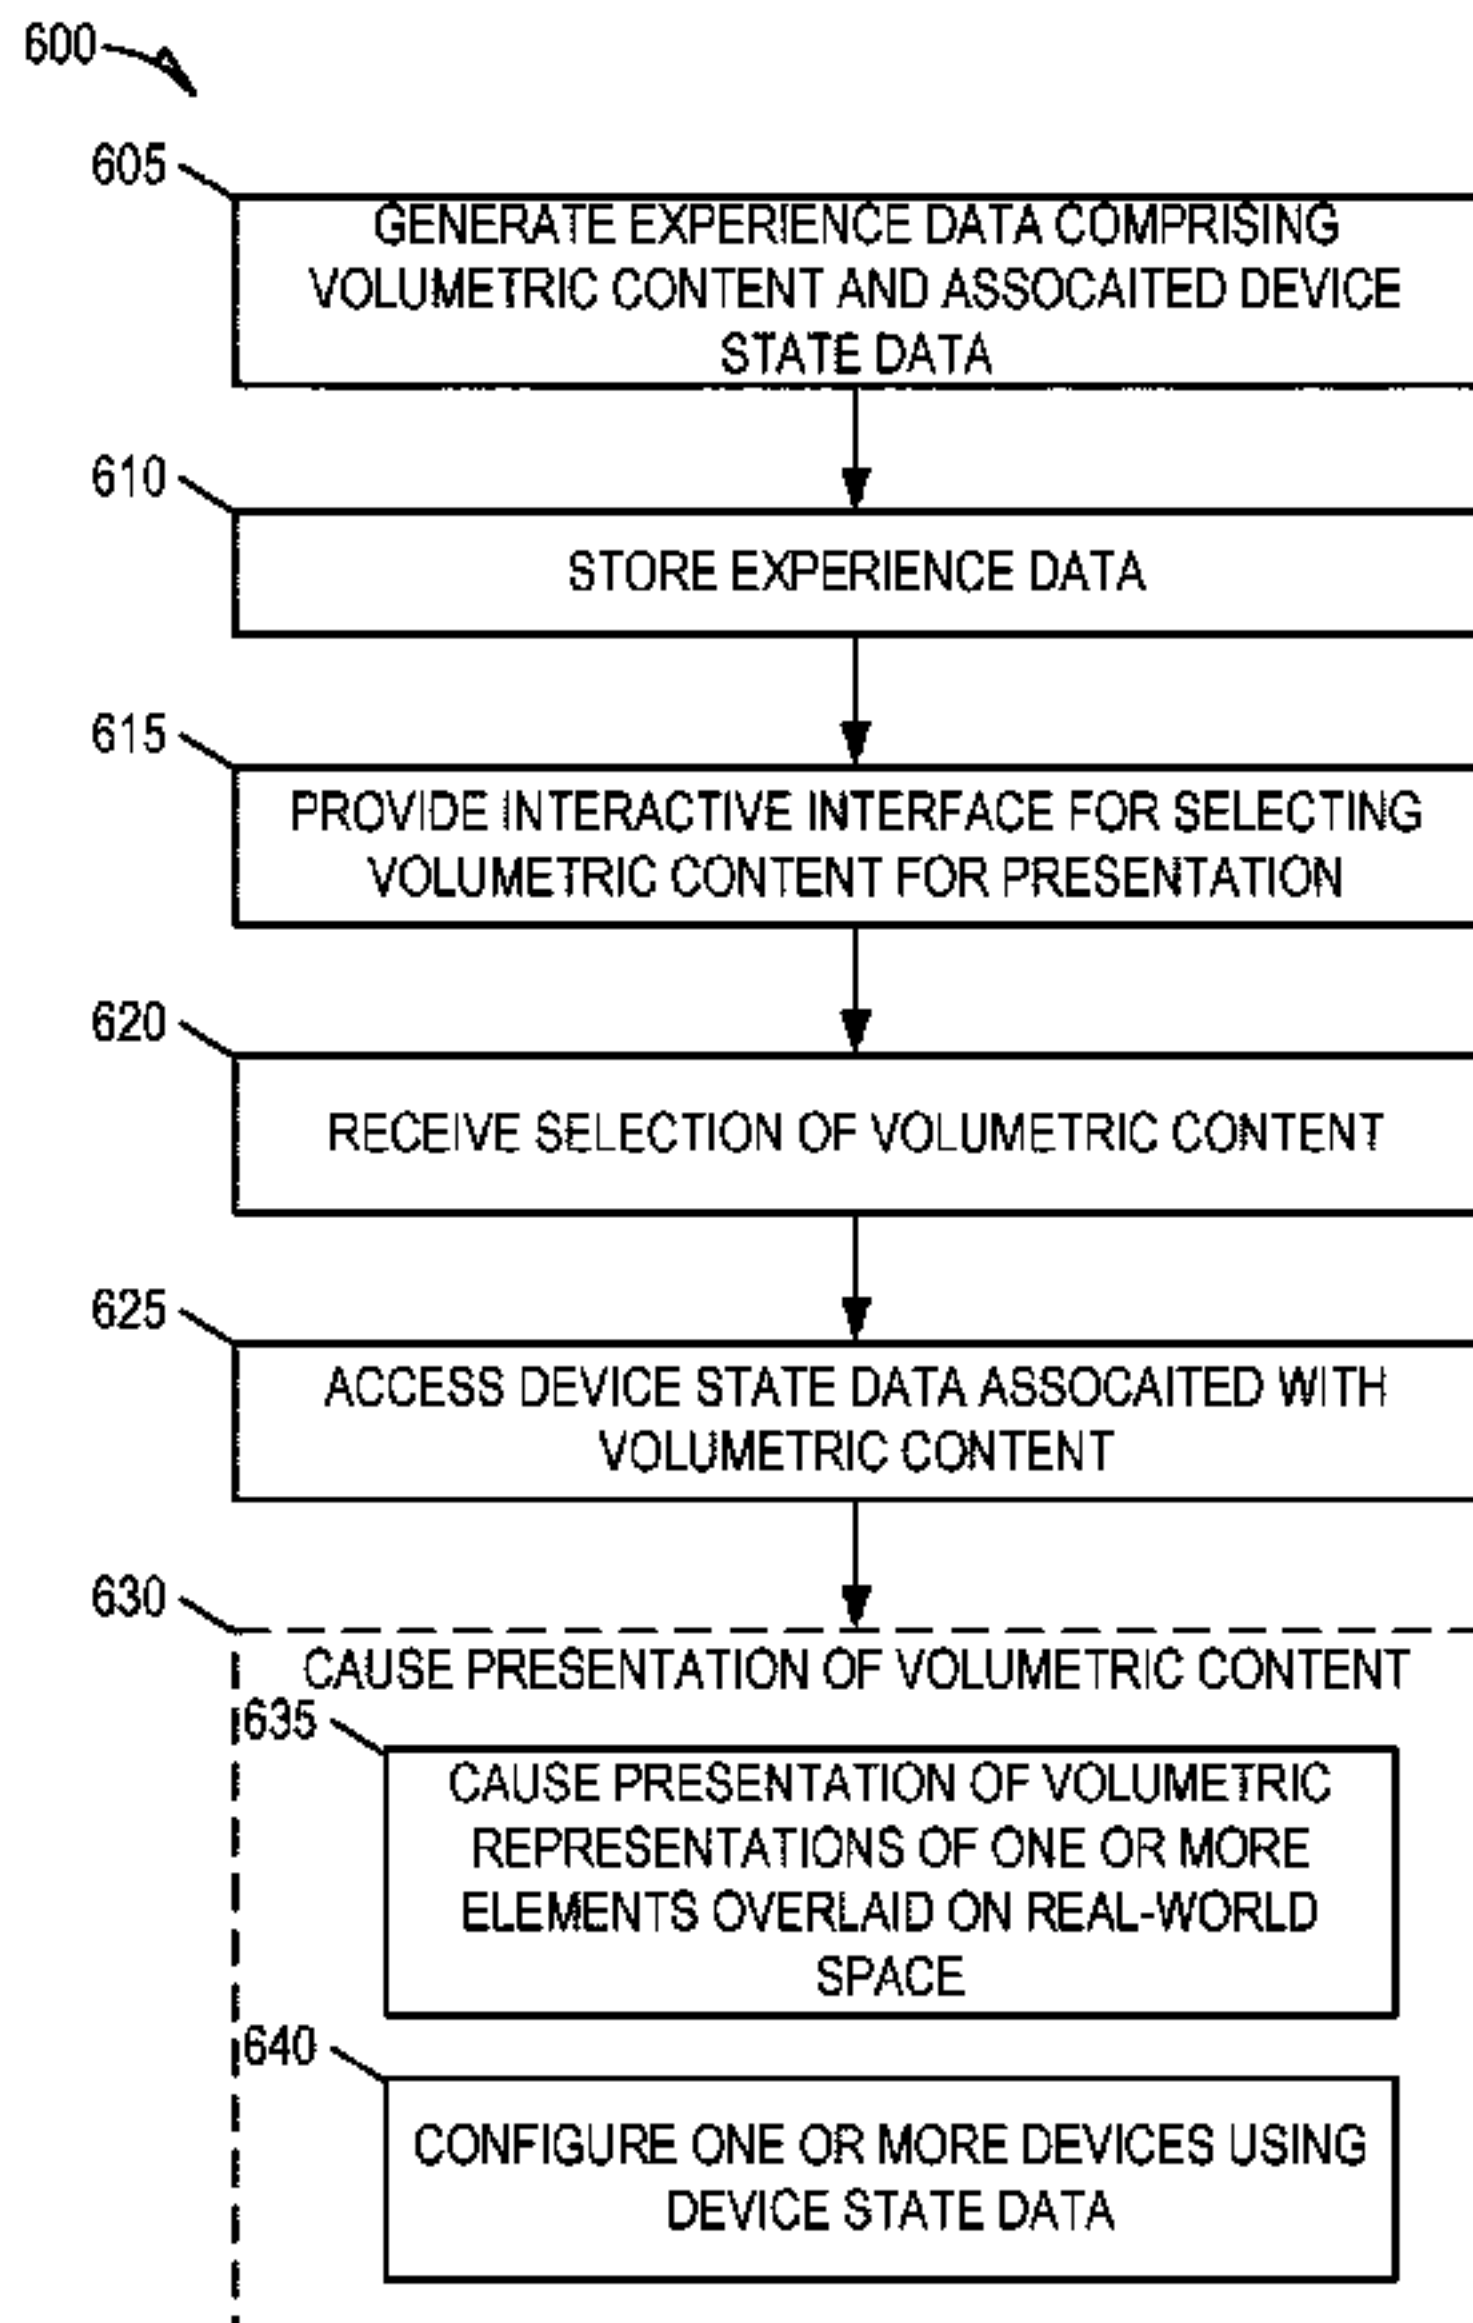 600
605
GENERATE EXPERIENCE DATA COMPRISING
VOLUMETRIC CONTENT AND ASSOCAITED DEVICE
STATE DATA
610
STORE EXPERIENCE DATA
615
PROVIDE INTERACTIVE INTERFACE FOR SELECTING
VOLUMETRIC CONTENT FOR PRESENTATION
620
RECEIVE SELECTION OF VOLUMETRIC CONTENT
625
ACCESS DEVICE STATE DATA ASSOCAITED WITH
VOLUMETRIC CONTENT
630
CAUSE PRESENTATION OF VOLUMETRIC CONTENT
635
CAUSE PRESENTATION OF VOLUMETRIC
REPRESENTATIONS OF ONE OR MORE
ELEMENTS OVERLAID ON REAL-WORLD
SPACE
640
CONFIGURE ONE OR MORE DEVICES USING
DEVICE STATE DATA